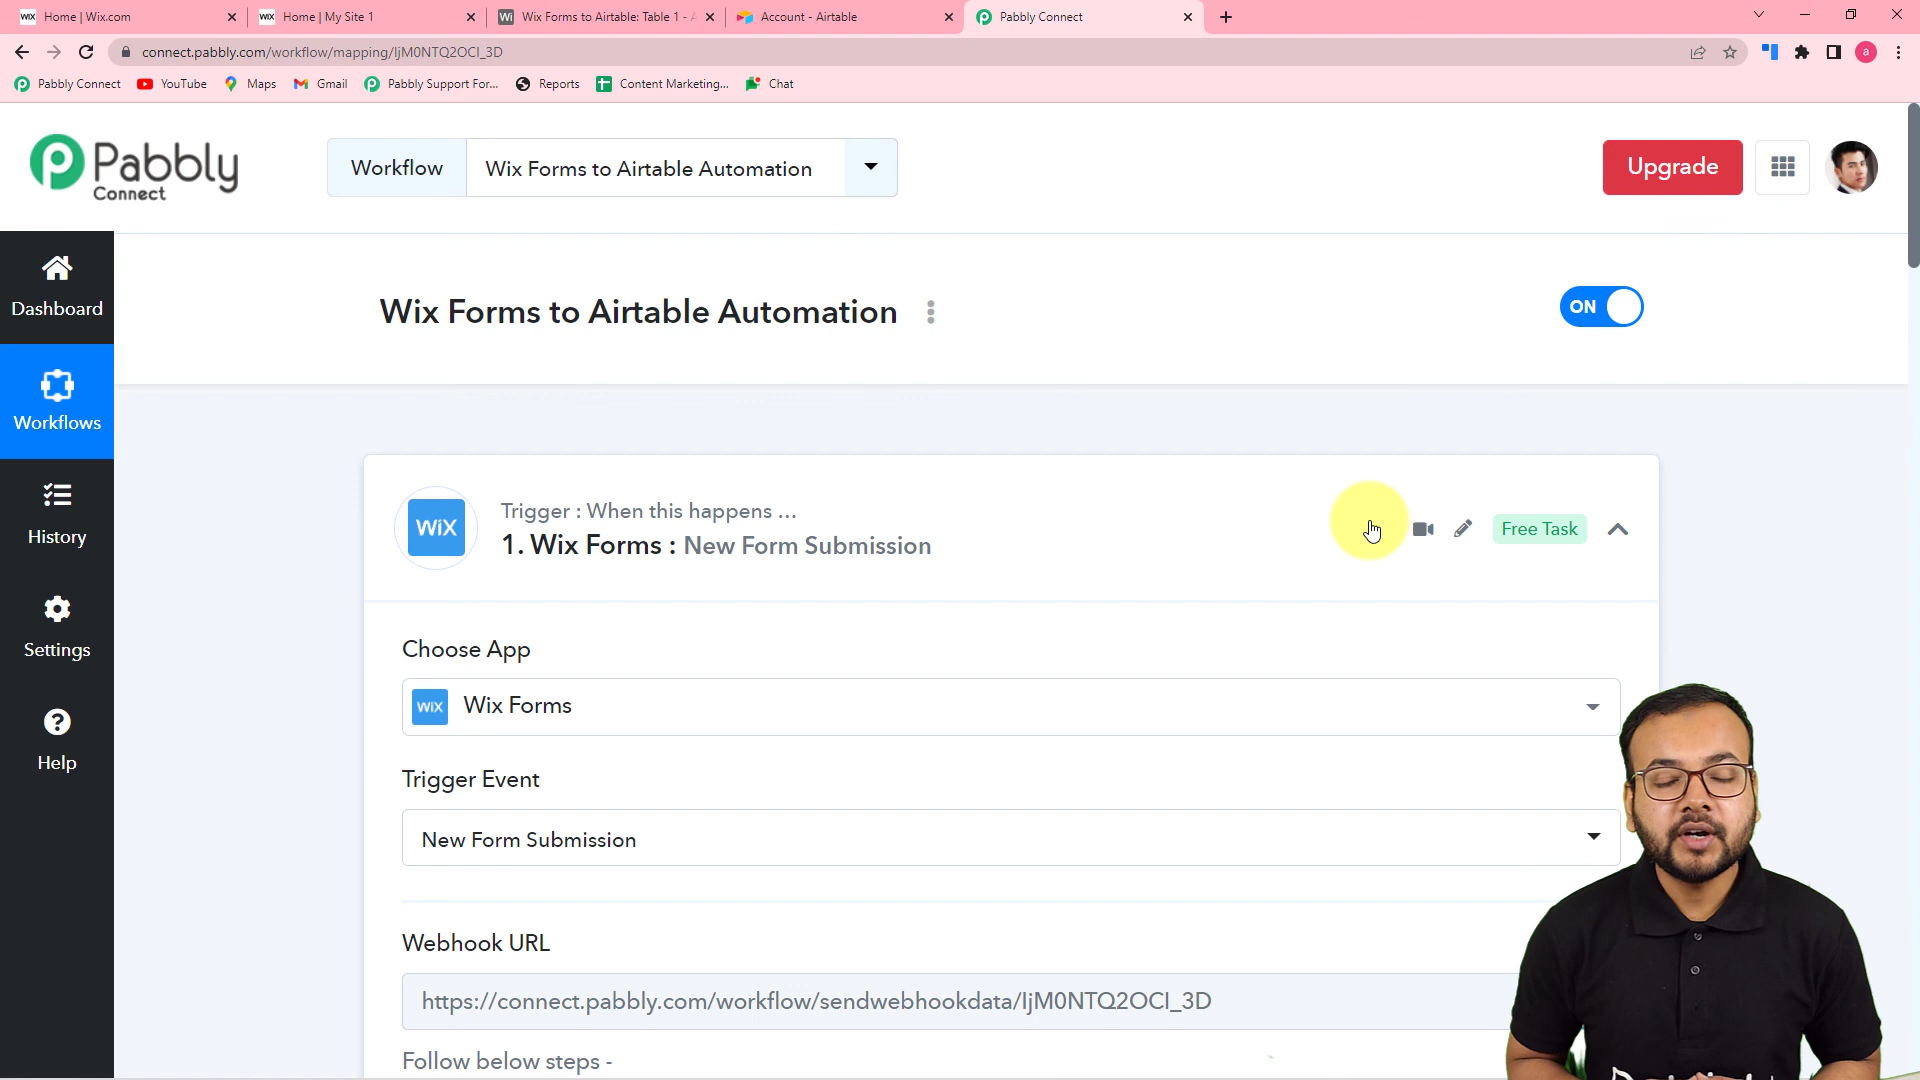 WIX Home | Wix.com
WIX Home | My Site 1
Wi Wix Forms to Airtable: Table 1 -
Account - Airtable
Pabbly Connect
connect.pabbly.com/workflow/mapping/IjM0NTQ2OCI_3D
a
Pabbly Connect
YouTube
Maps
Gmail
Pabbly Support For...
Reports
Content Marketing...
Chat
Pabbly
Connect
Workflow
Wix Forms to Airtable Automation
Upgrade
Dashboard
Workflows
History
Settings
Help
Wix Forms to Airtable Automation
ON
WiX
Trigger : When this happens ...
1. Wix Forms : New Form Submission
Free Task
Choose App
WiX Wix Forms
Trigger Event
New Form Submission
Webhook URL
https://connect.pabbly.com/workflow/sendwebhookdata/IjM0NTQ2OCI_3D
Follow below steps -